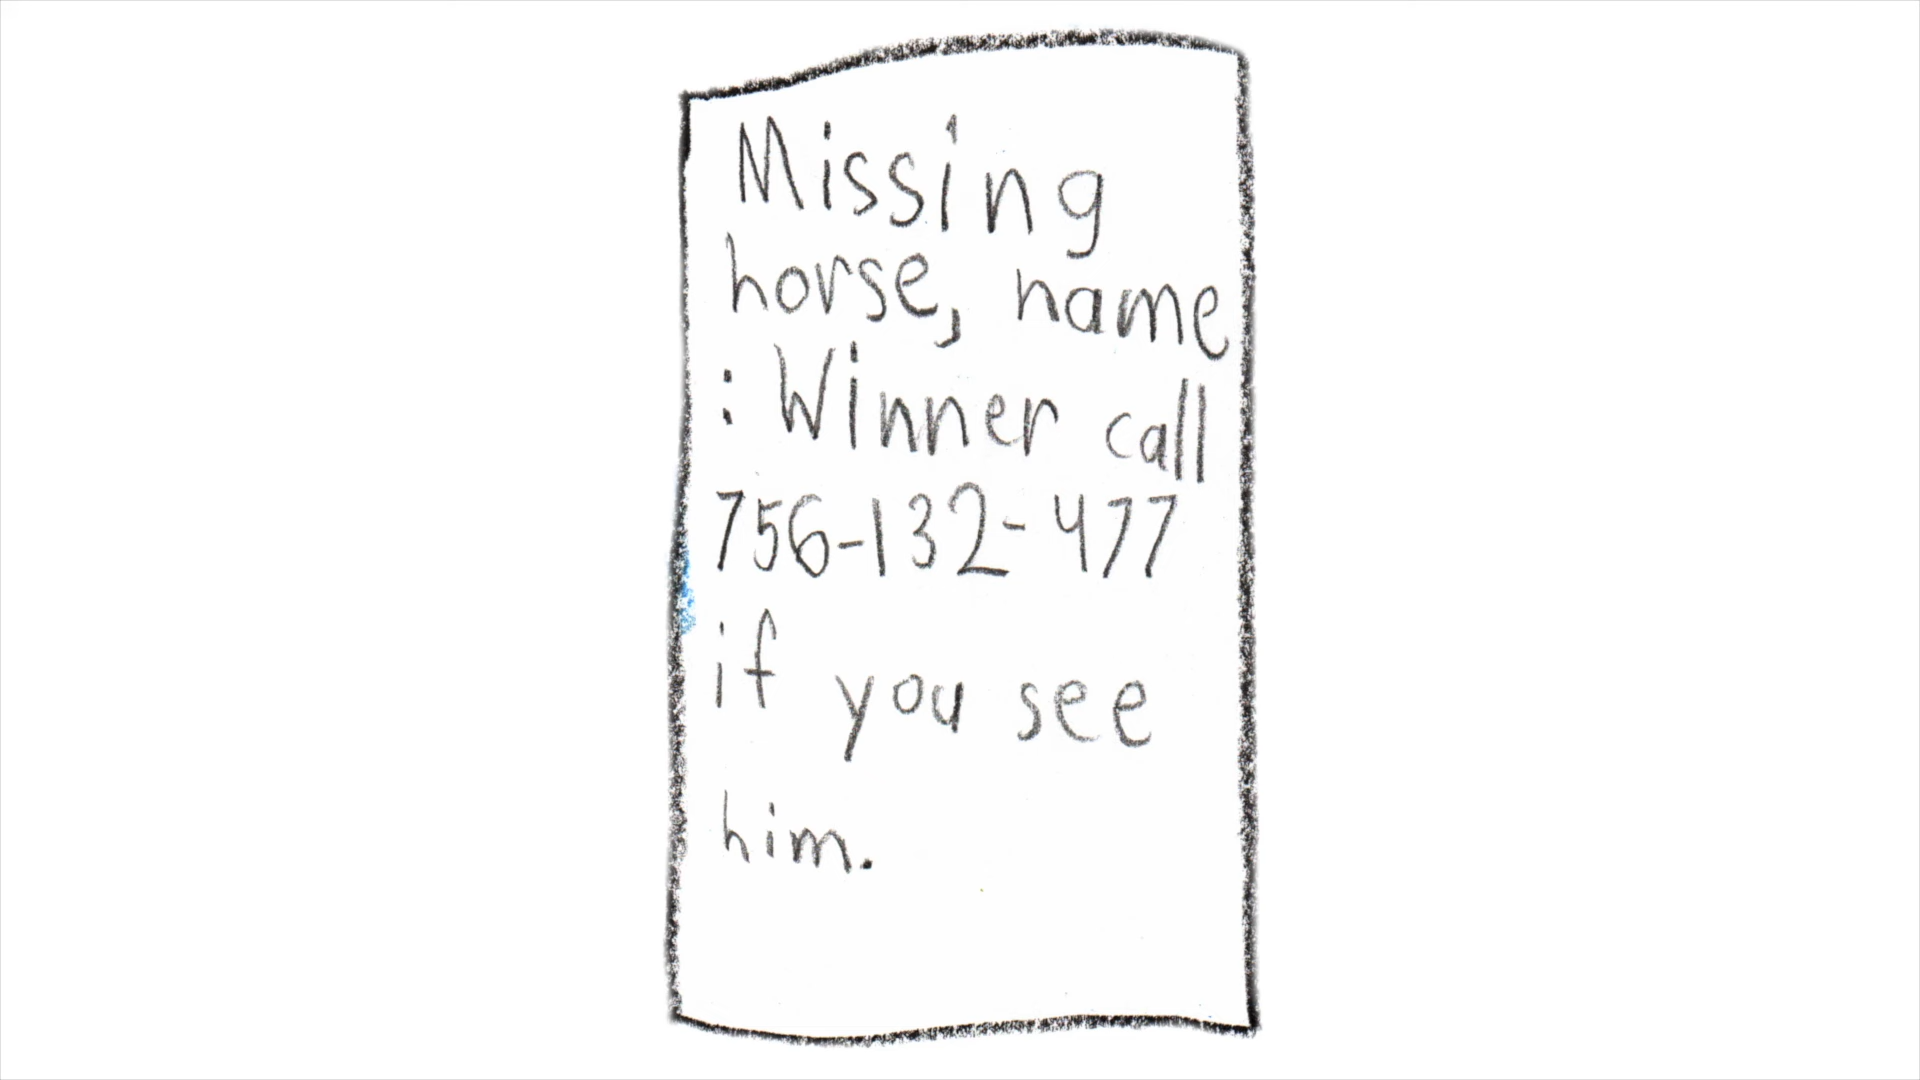 Missing
horse, name
: Winner call
756-132-477
if you see
him.